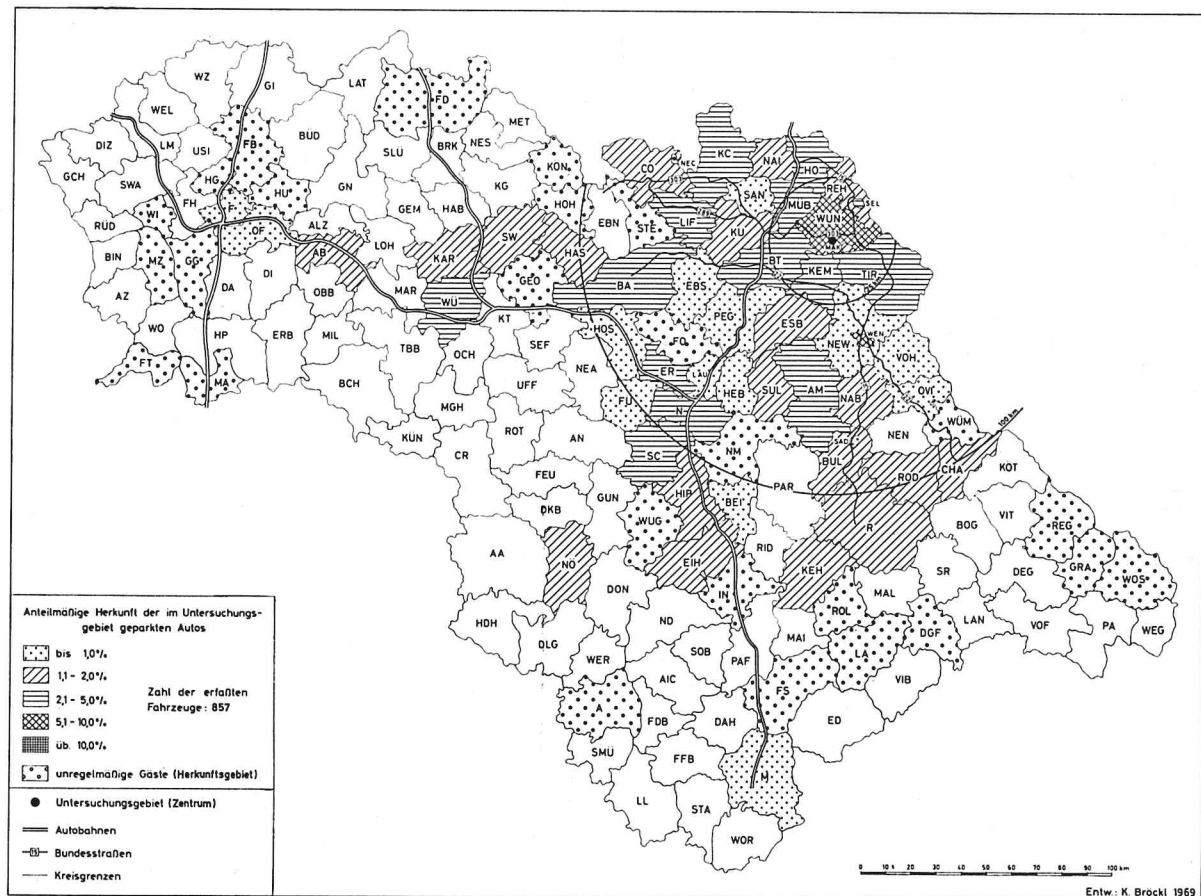 WZ GI LAT FD MET
WEL BÜD BRK NES
DIZ LM USI FB SLÜ KON CO NEC KC NAI HO
GCH SWA HG HU GN KG REH
FH F GEM HAB HOH EBN STE LIF SAN MÜB WUN SEL
WI OF ALZ KU MAK
RÜD LOH SW BT
BIN MZ GG AB KAR HAS KEM TIR
AZ DA DI OBB MAR WÜ GEO BA EBS
WO HP ERB MIL KT HOS PEG ESB NEW WEN VOH
FT MA TBB OCH SEF FO
BCH UFF NEA ER LAU HEB SUL AM NAB OVI
MGH FÜ N WÜM
KÜN ROT AN NM SAD NEN 100 km
CR SC BUL ROD CHA KOT
FEU GUN HIP PAR
DKB WUG BEI R BOG VIT REG
AA NÖ EIH RID KEH SR DEG GRA WOS
DON IN ROL MAL
HDH ND DGF LAN VOF PA WEG
DLG WER SOB PAF MAI LA
AIC FS VIB
A FDB DAH ED
SMÜ FFB M
LL STA
WOR
Anteilmäßige Herkunft der im Untersuchungs-
gebiet geparkten Autos
bis 1,0%
1,1 - 2,0%
2,1 - 5,0%
Zahl der erfaßten
Fahrzeuge: 857
5,1 - 10,0%
üb. 10,0%
unregelmäßige Gäste (Herkunftsgebiet)
Untersuchungsgebiet (Zentrum)
Autobahnen
Bundesstraßen
Kreisgrenzen
0 10 20 30 40 50 60 70 80 90 100 km
Entw.: K. Bröckl 1969